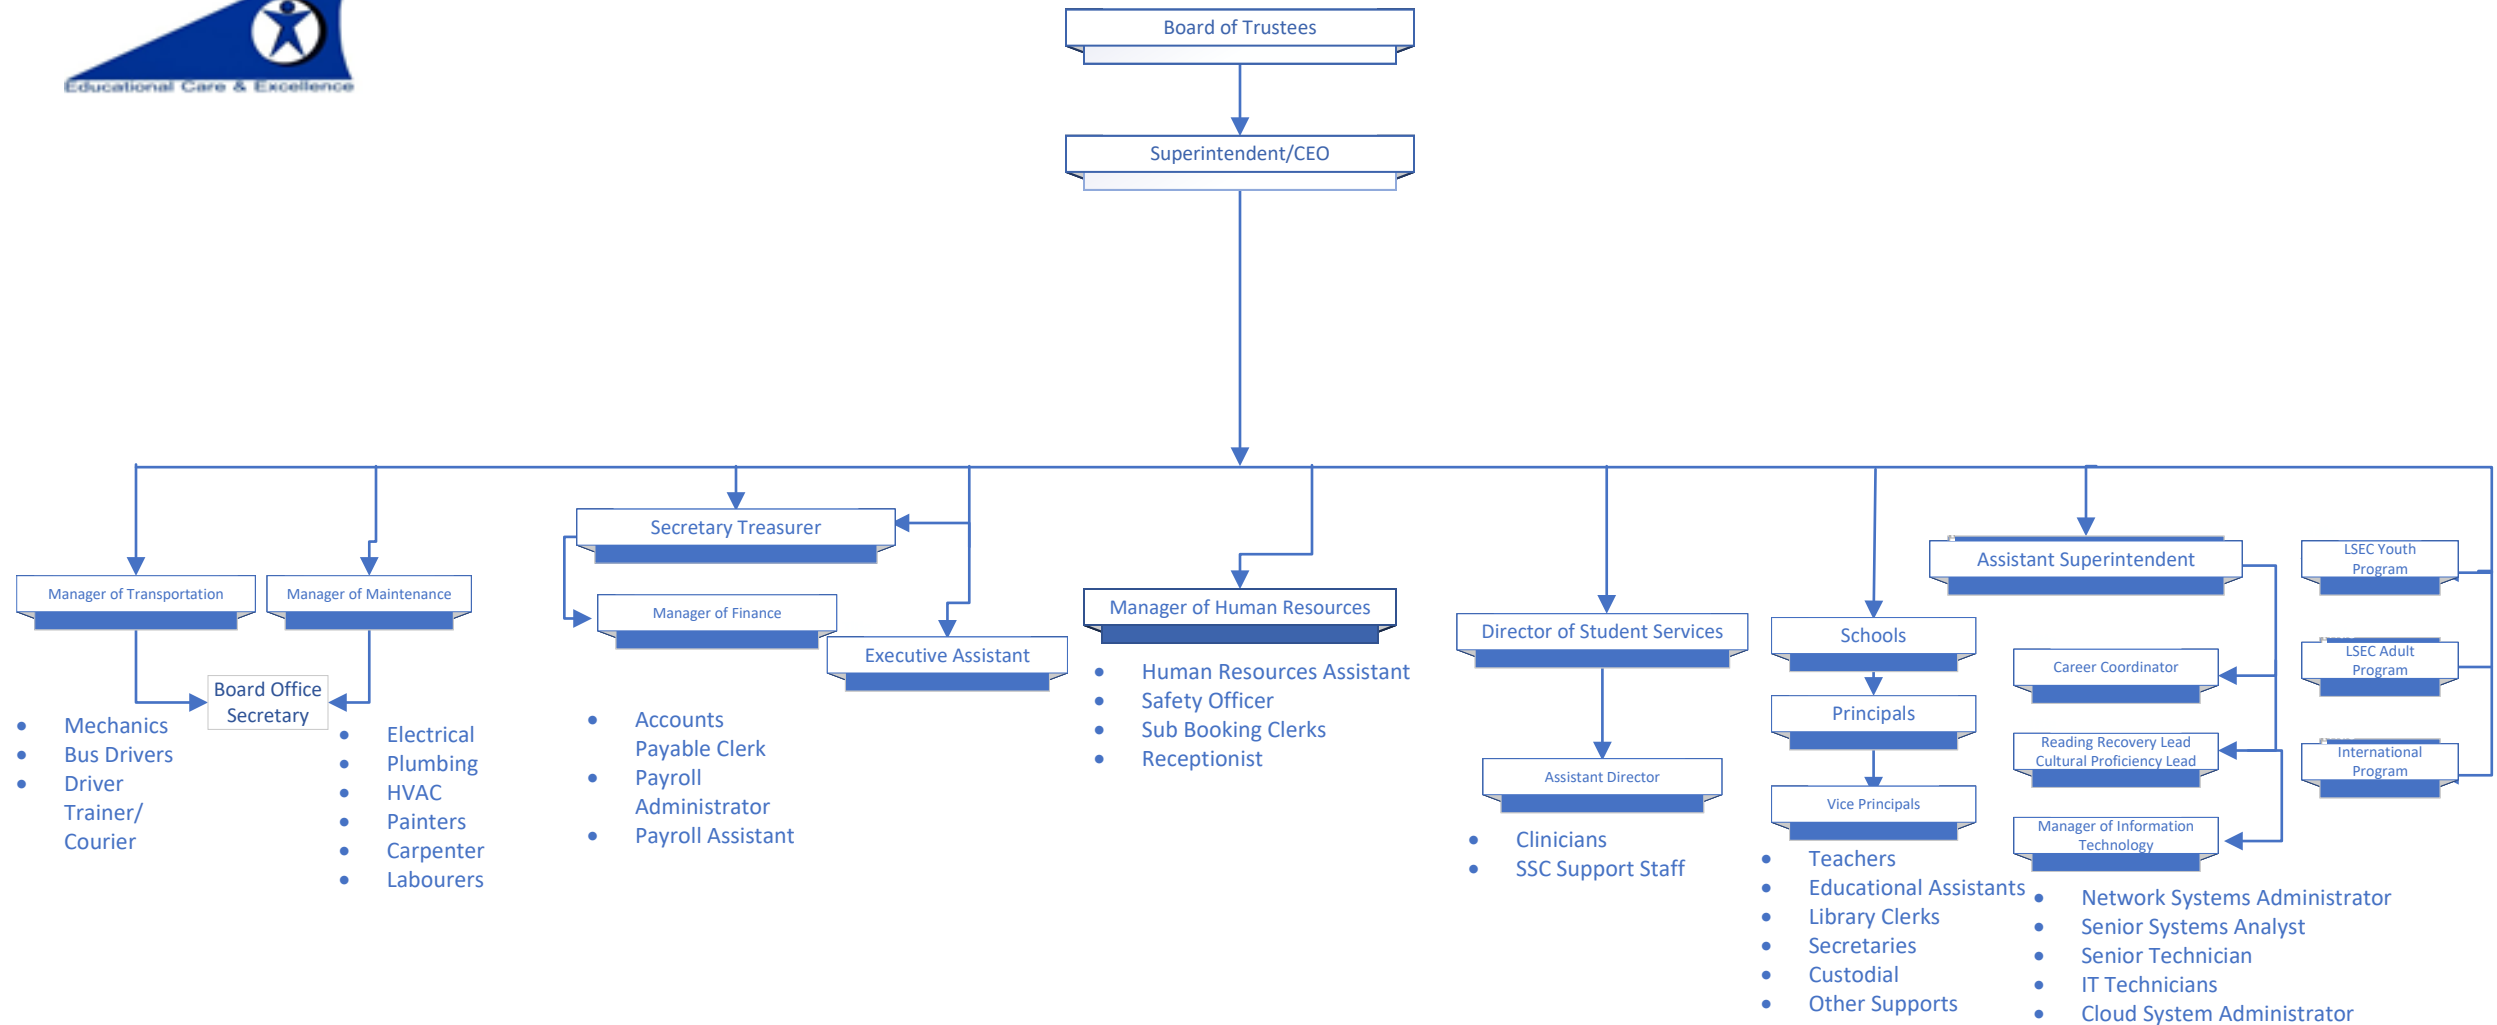 Educational Care & Excellence
Board of Trustees
Superintendent/CEO
Manager of Transportation
Manager of Maintenance
Board Office
Secretary
• Mechanics
• Bus Drivers
• Driver
Trainer/
Courier
• Electrical
• Plumbing
• HVAC
• Painters
• Carpenter
• Labourers
Secretary Treasurer
Manager of Finance
Executive Assistant
• Accounts
Payable Clerk
• Payroll
Administrator
• Payroll Assistant
Manager of Human Resources
• Human Resources Assistant
• Safety Officer
• Sub Booking Clerks
• Receptionist
Director of Student Services
Assistant Director
• Clinicians
• SSC Support Staff
Schools
Principals
Vice Principals
• Teachers
• Educational Assistants
• Library Clerks
• Secretaries
• Custodial
• Other Supports
Assistant Superintendent
Career Coordinator
Reading Recovery Lead
Cultural Proficiency Lead
Manager of Information
Technology
• Network Systems Administrator
• Senior Systems Analyst
• Senior Technician
• IT Technicians
• Cloud System Administrator
LSEC Youth
Program
LSEC Adult
Program
International
Program